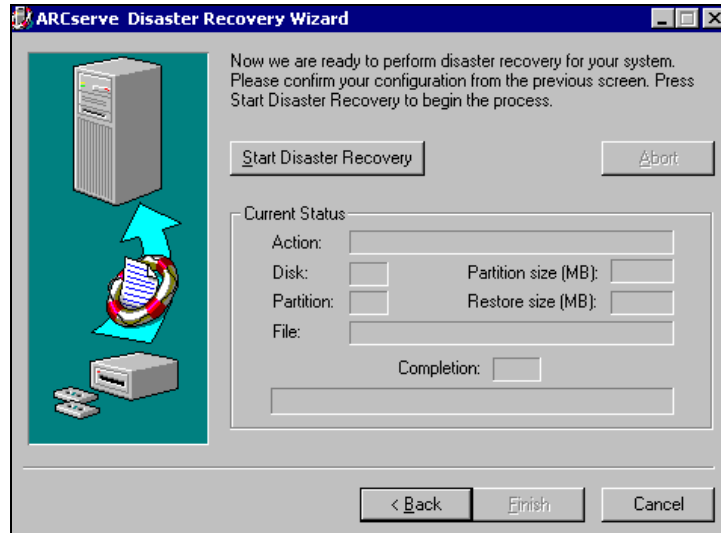 ARCserve Disaster Recovery Wizard
Now we are ready to perform disaster recovery for your system.
Please confirm your configuration from the previous screen. Press
Start Disaster Recovery to begin the process.
Start Disaster Recovery
Abort
Current Status
Action:
Disk:
Partition size (MB):
Partition:
Restore size (MB):
File:
Completion:
< Back
Finish
Cancel